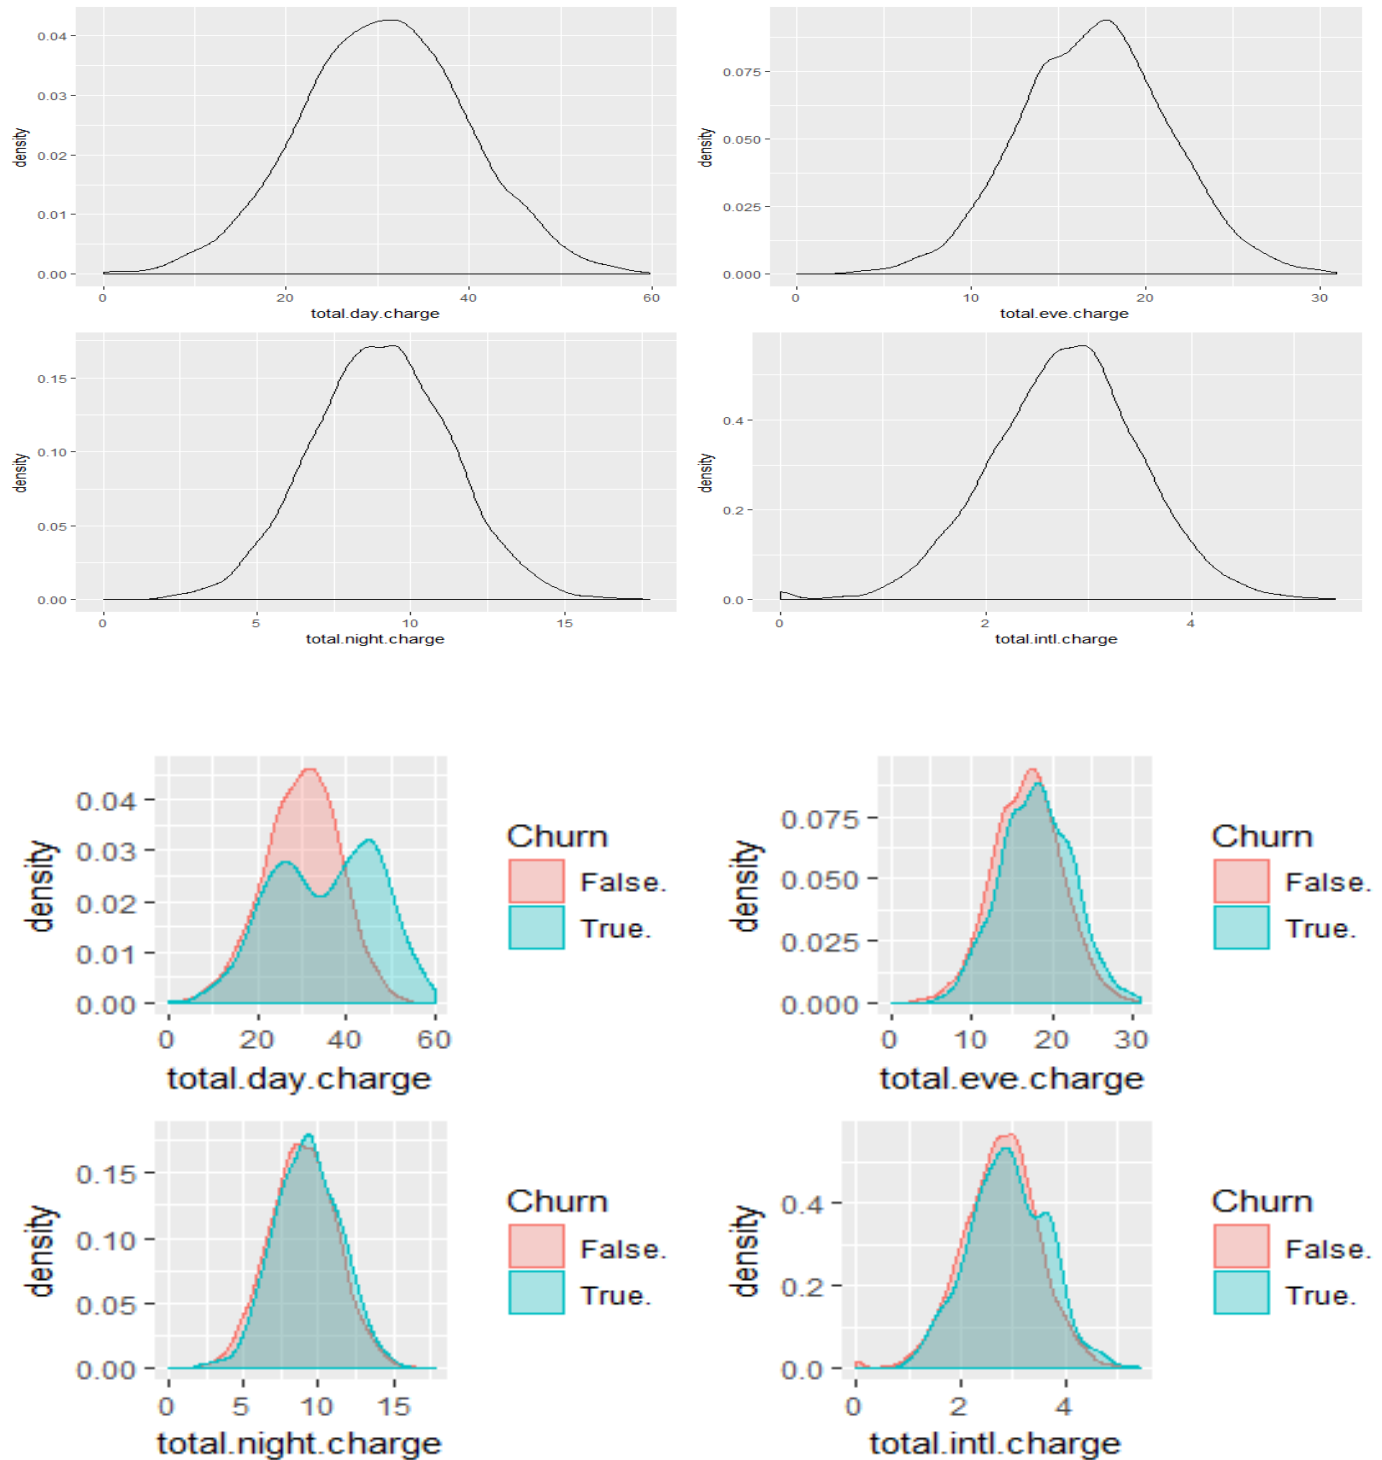 density
0.04
0.03
0.02
0.01
0.00
0 20 40 60
total.day.charge
density
0.075
0.050
0.025
0.000
0 10 20 30
total.eve.charge
density
0.15
0.10
0.05
0.00
0 5 10 15
total.night.charge
density
0.4
0.2
0.0
0 2 4
total.intl.charge
density
0.04
0.03
0.02
0.01
0.00
0 20 40 60
total.day.charge
Churn
False.
True.
density
0.075
0.050
0.025
0.000
0 10 20 30
total.eve.charge
Churn
False.
True.
density
0.15
0.10
0.05
0.00
0 5 10 15
total.night.charge
Churn
False.
True.
density
0.4
0.2
0.0
0 2 4
total.intl.charge
Churn
False.
True.